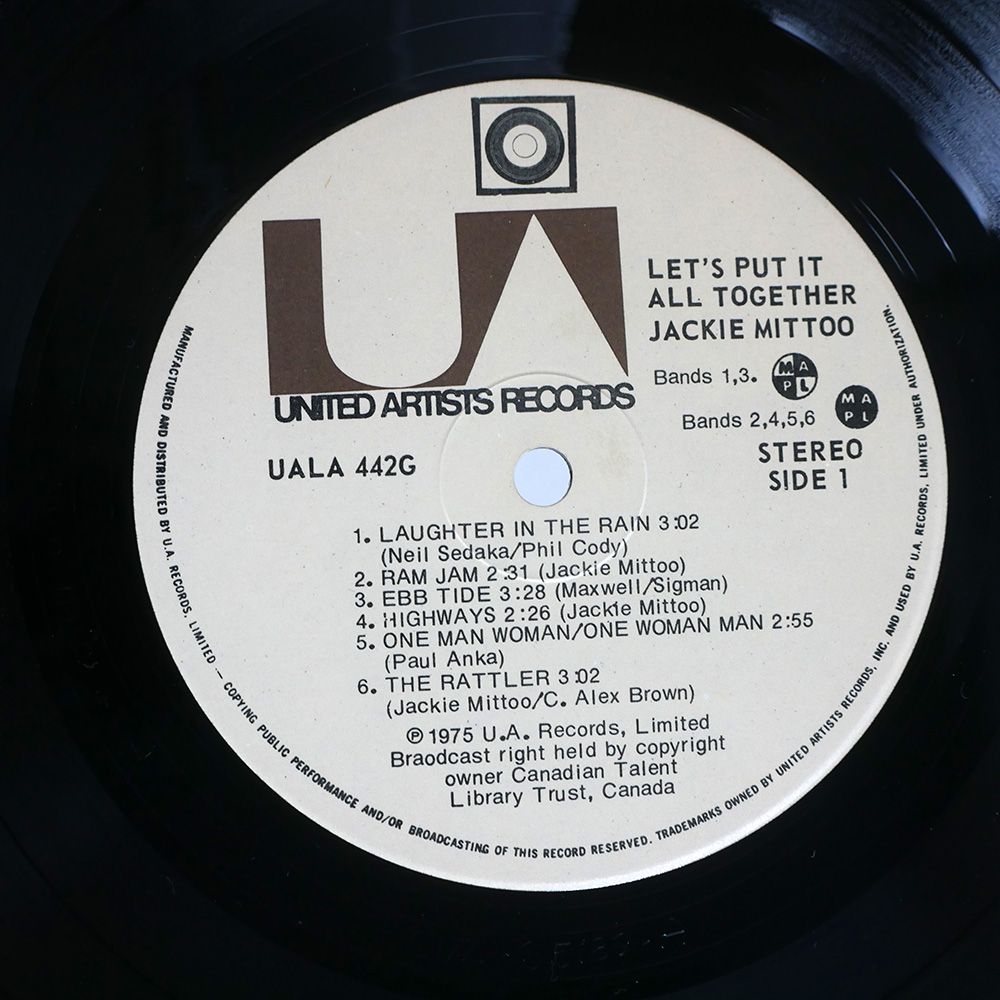 UA
UNITED ARTISTS RECORDS
LET'S PUT IT
ALL TOGETHER
JACKIE MITTOO
Bands 1,3. M A P L
Bands 2,4,5,6 M A P L
STEREO
SIDE 1
UALA 442G
1. LAUGHTER IN THE RAIN 3:02
(Neil Sedaka/Phil Cody)
2. RAM JAM 2:31 (Jackie Mittoo)
3. EBB TIDE 3:28 (Maxwell/Sigman)
4. HIGHWAYS 2:26 (Jackie Mittoo)
5. ONE MAN WOMAN/ONE WOMAN MAN 2:55
(Paul Anka)
6. THE RATTLER 3:02
(Jackie Mittoo/C. Alex Brown)
℗ 1975 U.A. Records, Limited
Braodcast right held by copyright
owner Canadian Talent
Library Trust, Canada
MANUFACTURED AND DISTRIBUTED BY U.A. RECORDS, LIMITED — COPYING PUBLIC PERFORMANCE AND/OR BROADCASTING OF THIS RECORD RESERVED. TRADEMARKS OWNED BY UNITED ARTISTS RECORDS, INC. AND USED BY U.A. RECORDS, LIMITED UNDER AUTHORIZATION.